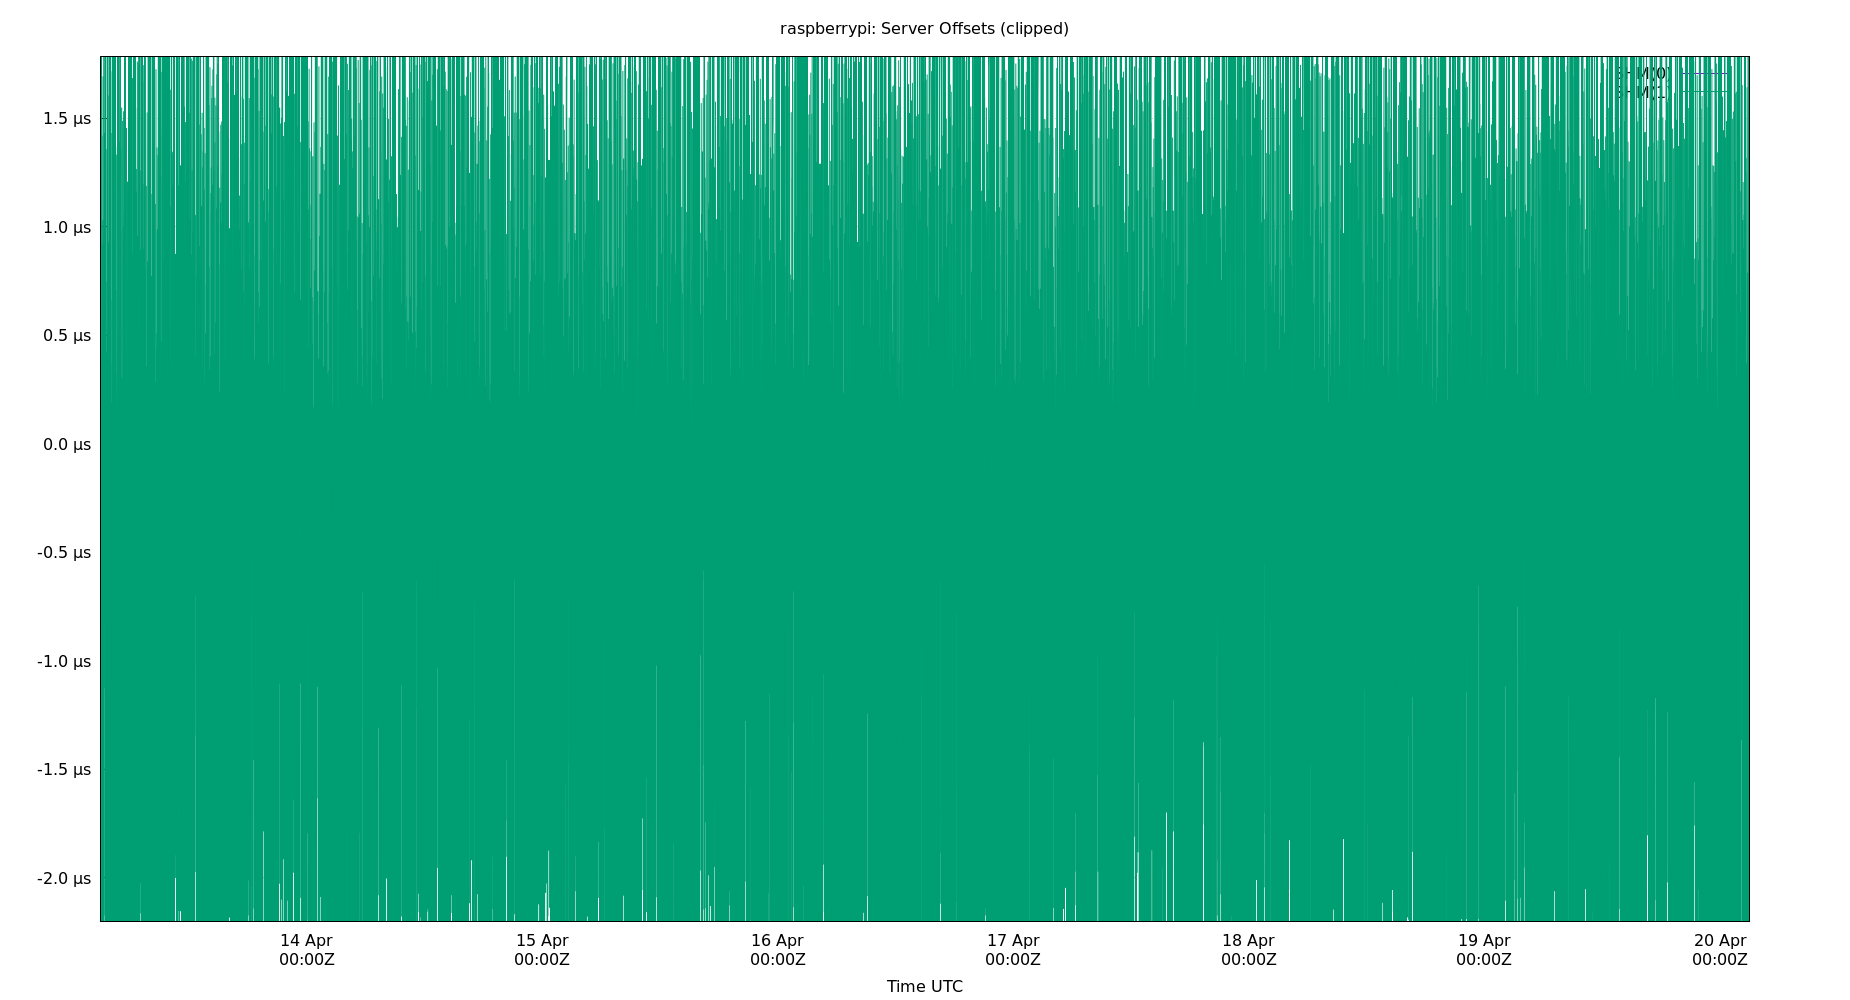 raspberrypi: Server Offsets (clipped)
1.5 µs
1.0 µs
0.5 µs
0.0 µs
-0.5 µs
-1.0 µs
-1.5 µs
-2.0 µs
14 Apr 15 Apr 16 Apr 17 Apr 18 Apr 19 Apr 20 Apr
00:00Z 00:00Z 00:00Z 00:00Z 00:00Z 00:00Z 00:00Z
Time UTC